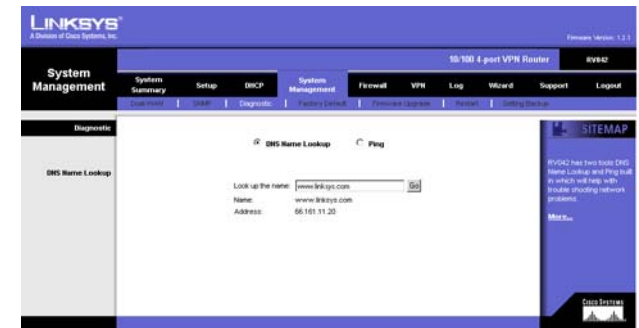 LINKSYS®
A Division of Cisco Systems, Inc.
Firmware Version: 1.2.3
10/100 4-port VPN Router
RV042
System Management
System Summary
Setup
DHCP
System Management
Firewall
VPN
Log
Wizard
Support
Logout
Dual-WAN | SNMP | Diagnostic | Factory Default | Firmware Upgrade | Restart | Setting Backup
Diagnostic
DNS Name Lookup
Ping
SITEMAP
DNS Name Lookup
Look up the name: www.linksys.com Go
Name: www.linksys.com
Address: 66.161.11.20
RV042 has two tools DNS
Name Lookup and Ping built
in which will help with
trouble shooting network
problems.
More...
CISCO SYSTEMS